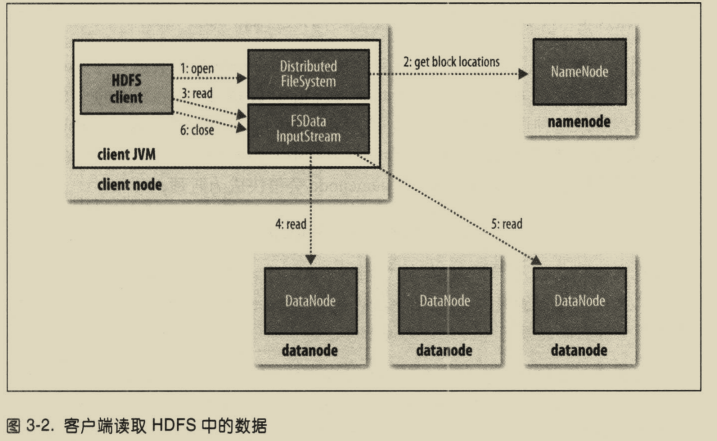 1: open
Distributed
FileSystem
2: get block locations
NameNode
namenode
HDFS
client
3: read
6: close
FSData
InputStream
client JVM
client node
4: read
5: read
DataNode
DataNode
DataNode
datanode
datanode
datanode
图 3-2. 客户端读取 HDFS 中的数据